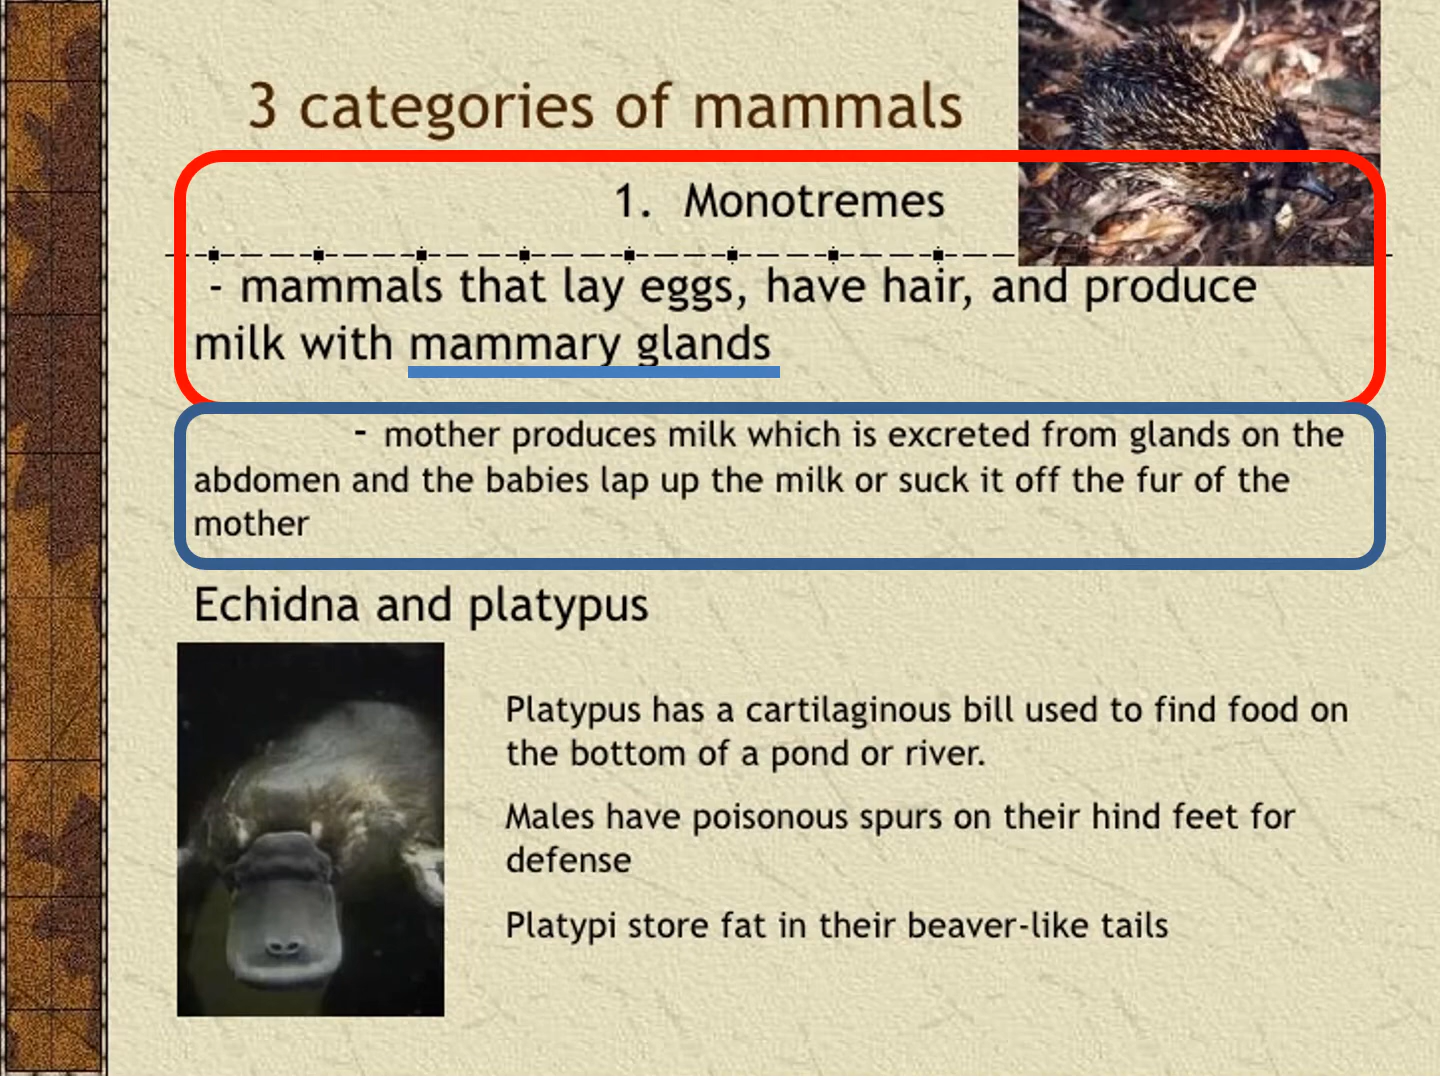 3 categories of mammals
1. Monotremes
- mammals that lay eggs, have hair, and produce
milk with mammary glands
- mother produces milk which is excreted from glands on the
abdomen and the babies lap up the milk or suck it off the fur of the
mother
Echidna and platypus
Platypus has a cartilaginous bill used to find food on
the bottom of a pond or river.
Males have poisonous spurs on their hind feet for
defense
Platypi store fat in their beaver-like tails